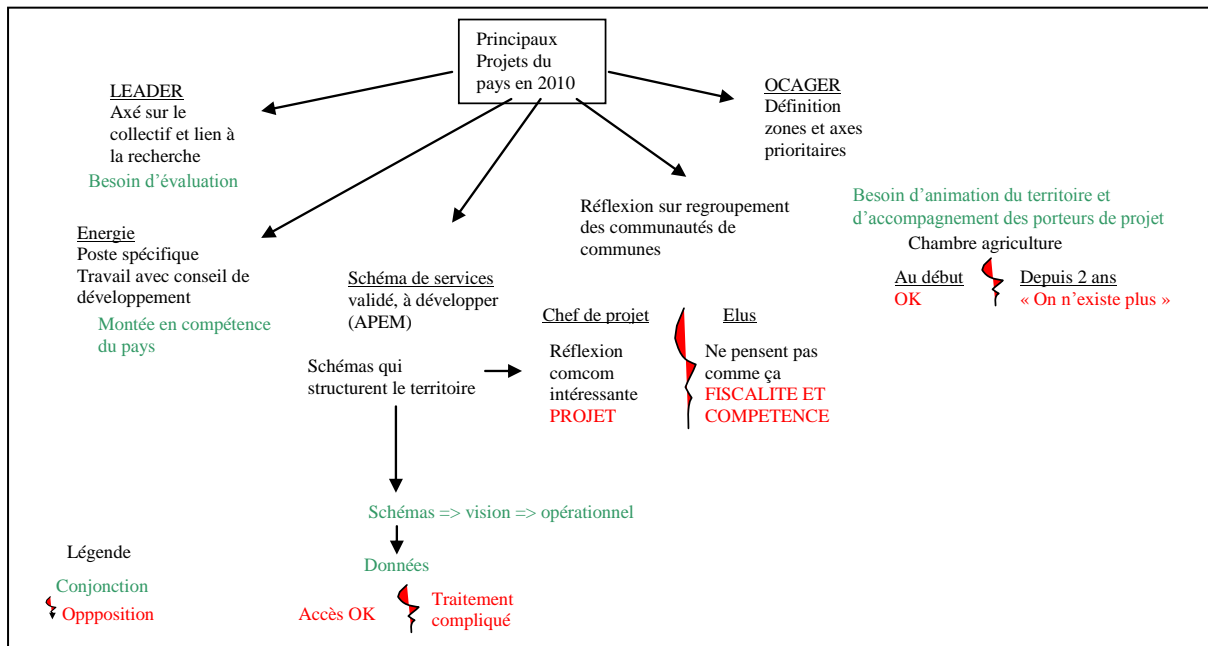 Principaux
Projets du
pays en 2010
LEADER
Axé sur le
collectif et lien à
la recherche
Besoin d'évaluation
OCAGER
Définition
zones et axes
prioritaires
Energie
Poste spécifique
Travail avec conseil de
développement
Montée en compétence
du pays
Schéma de services
validé, à développer
(APEM)
Réflexion sur regroupement
des communautés de
communes
Besoin d'animation du territoire et
d'accompagnement des porteurs de projet
Chambre agriculture
Au début
OK
Depuis 2 ans
« On n'existe plus »
Schémas qui
structurent le territoire
Chef de projet
Réflexion
comcom
intéressante
PROJET
Elus
Ne pensent pas
comme ça
FISCALITE ET
COMPETENCE
Schémas => vision => opérationnel
Données
Accès OK
Traitement
compliqué
Légende
Conjonction
Oppposition